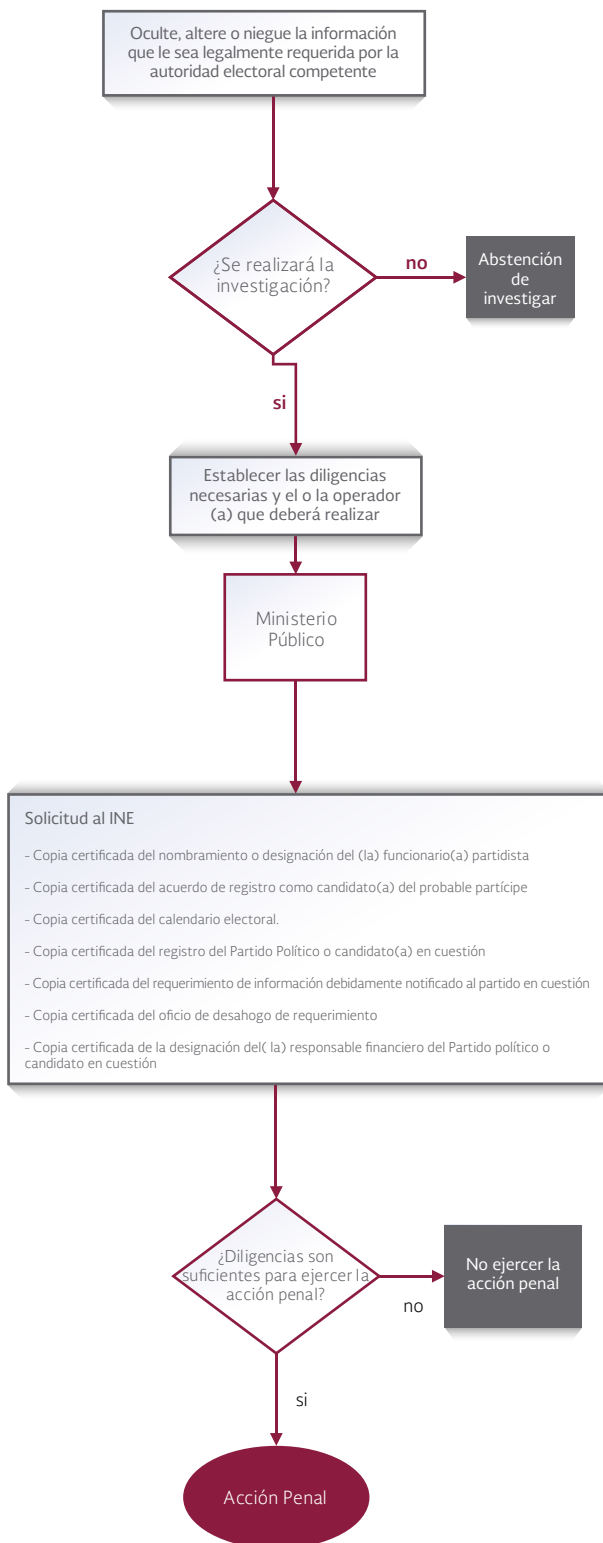 Oculte, altere o niegue la información
que le sea legalmente requerida por la
autoridad electoral competente
¿Se realizará la
investigación?
no
Abstención
de
investigar
si
Establecer las diligencias
necesarias y el o la operador
(a) que deberá realizar
Ministerio
Público
Solicitud al INE
- Copia certificada del nombramiento o designación del (la) funcionario(a) partidista
- Copia certificada del acuerdo de registro como candidato(a) del probable partícipe
- Copia certificada del calendario electoral.
- Copia certificada del registro del Partido Político o candidato(a) en cuestión
- Copia certificada del requerimiento de información debidamente notificado al partido en cuestión
- Copia certificada del oficio de desahogo de requerimiento
- Copia certificada de la designación del( la) responsable financiero del Partido político o
candidato en cuestión
¿Diligencias son
suficientes para ejercer la
acción penal?
no
No ejercer la
acción penal
si
Acción Penal